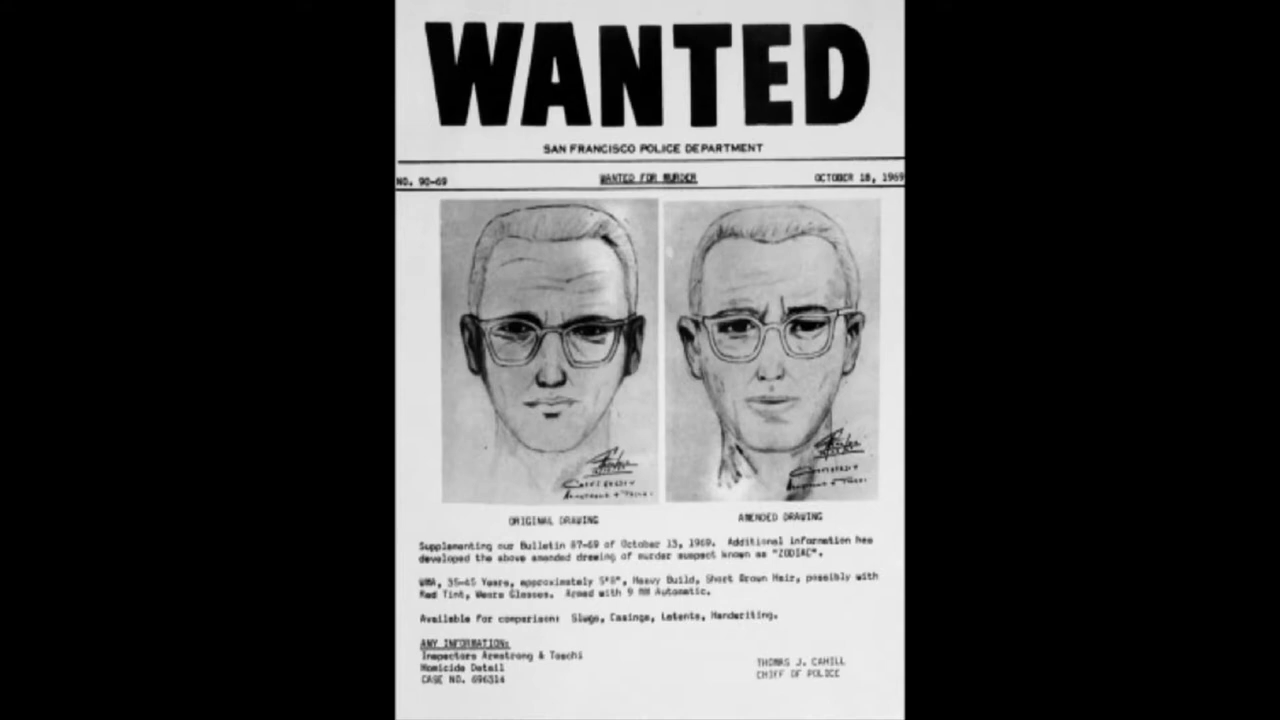 WANTED
SAN FRANCISCO POLICE DEPARTMENT
NO. 90-69 WANTED FOR MURDER OCTOBER 18, 1969
ORIGINAL DRAWING AMENDED DRAWING
Supplementing our Bulletin 87-69 of October 13, 1969. Additional information has
developed the above amended drawing of murder suspect known as "ZODIAC".
WMA, 35-45 Years, approximately 5'8", Heavy Build, Short Brown Hair, possibly with
Red Tint, Wears Glasses. Armed with 9 MM Automatic.
Available for comparison: Slugs, Casings, Latents, Handwriting.
ANY INFORMATION:
Inspectors Armstrong & Toschi
Homicide Detail
CASE NO. 696314
THOMAS J. CAHILL
CHIEF OF POLICE